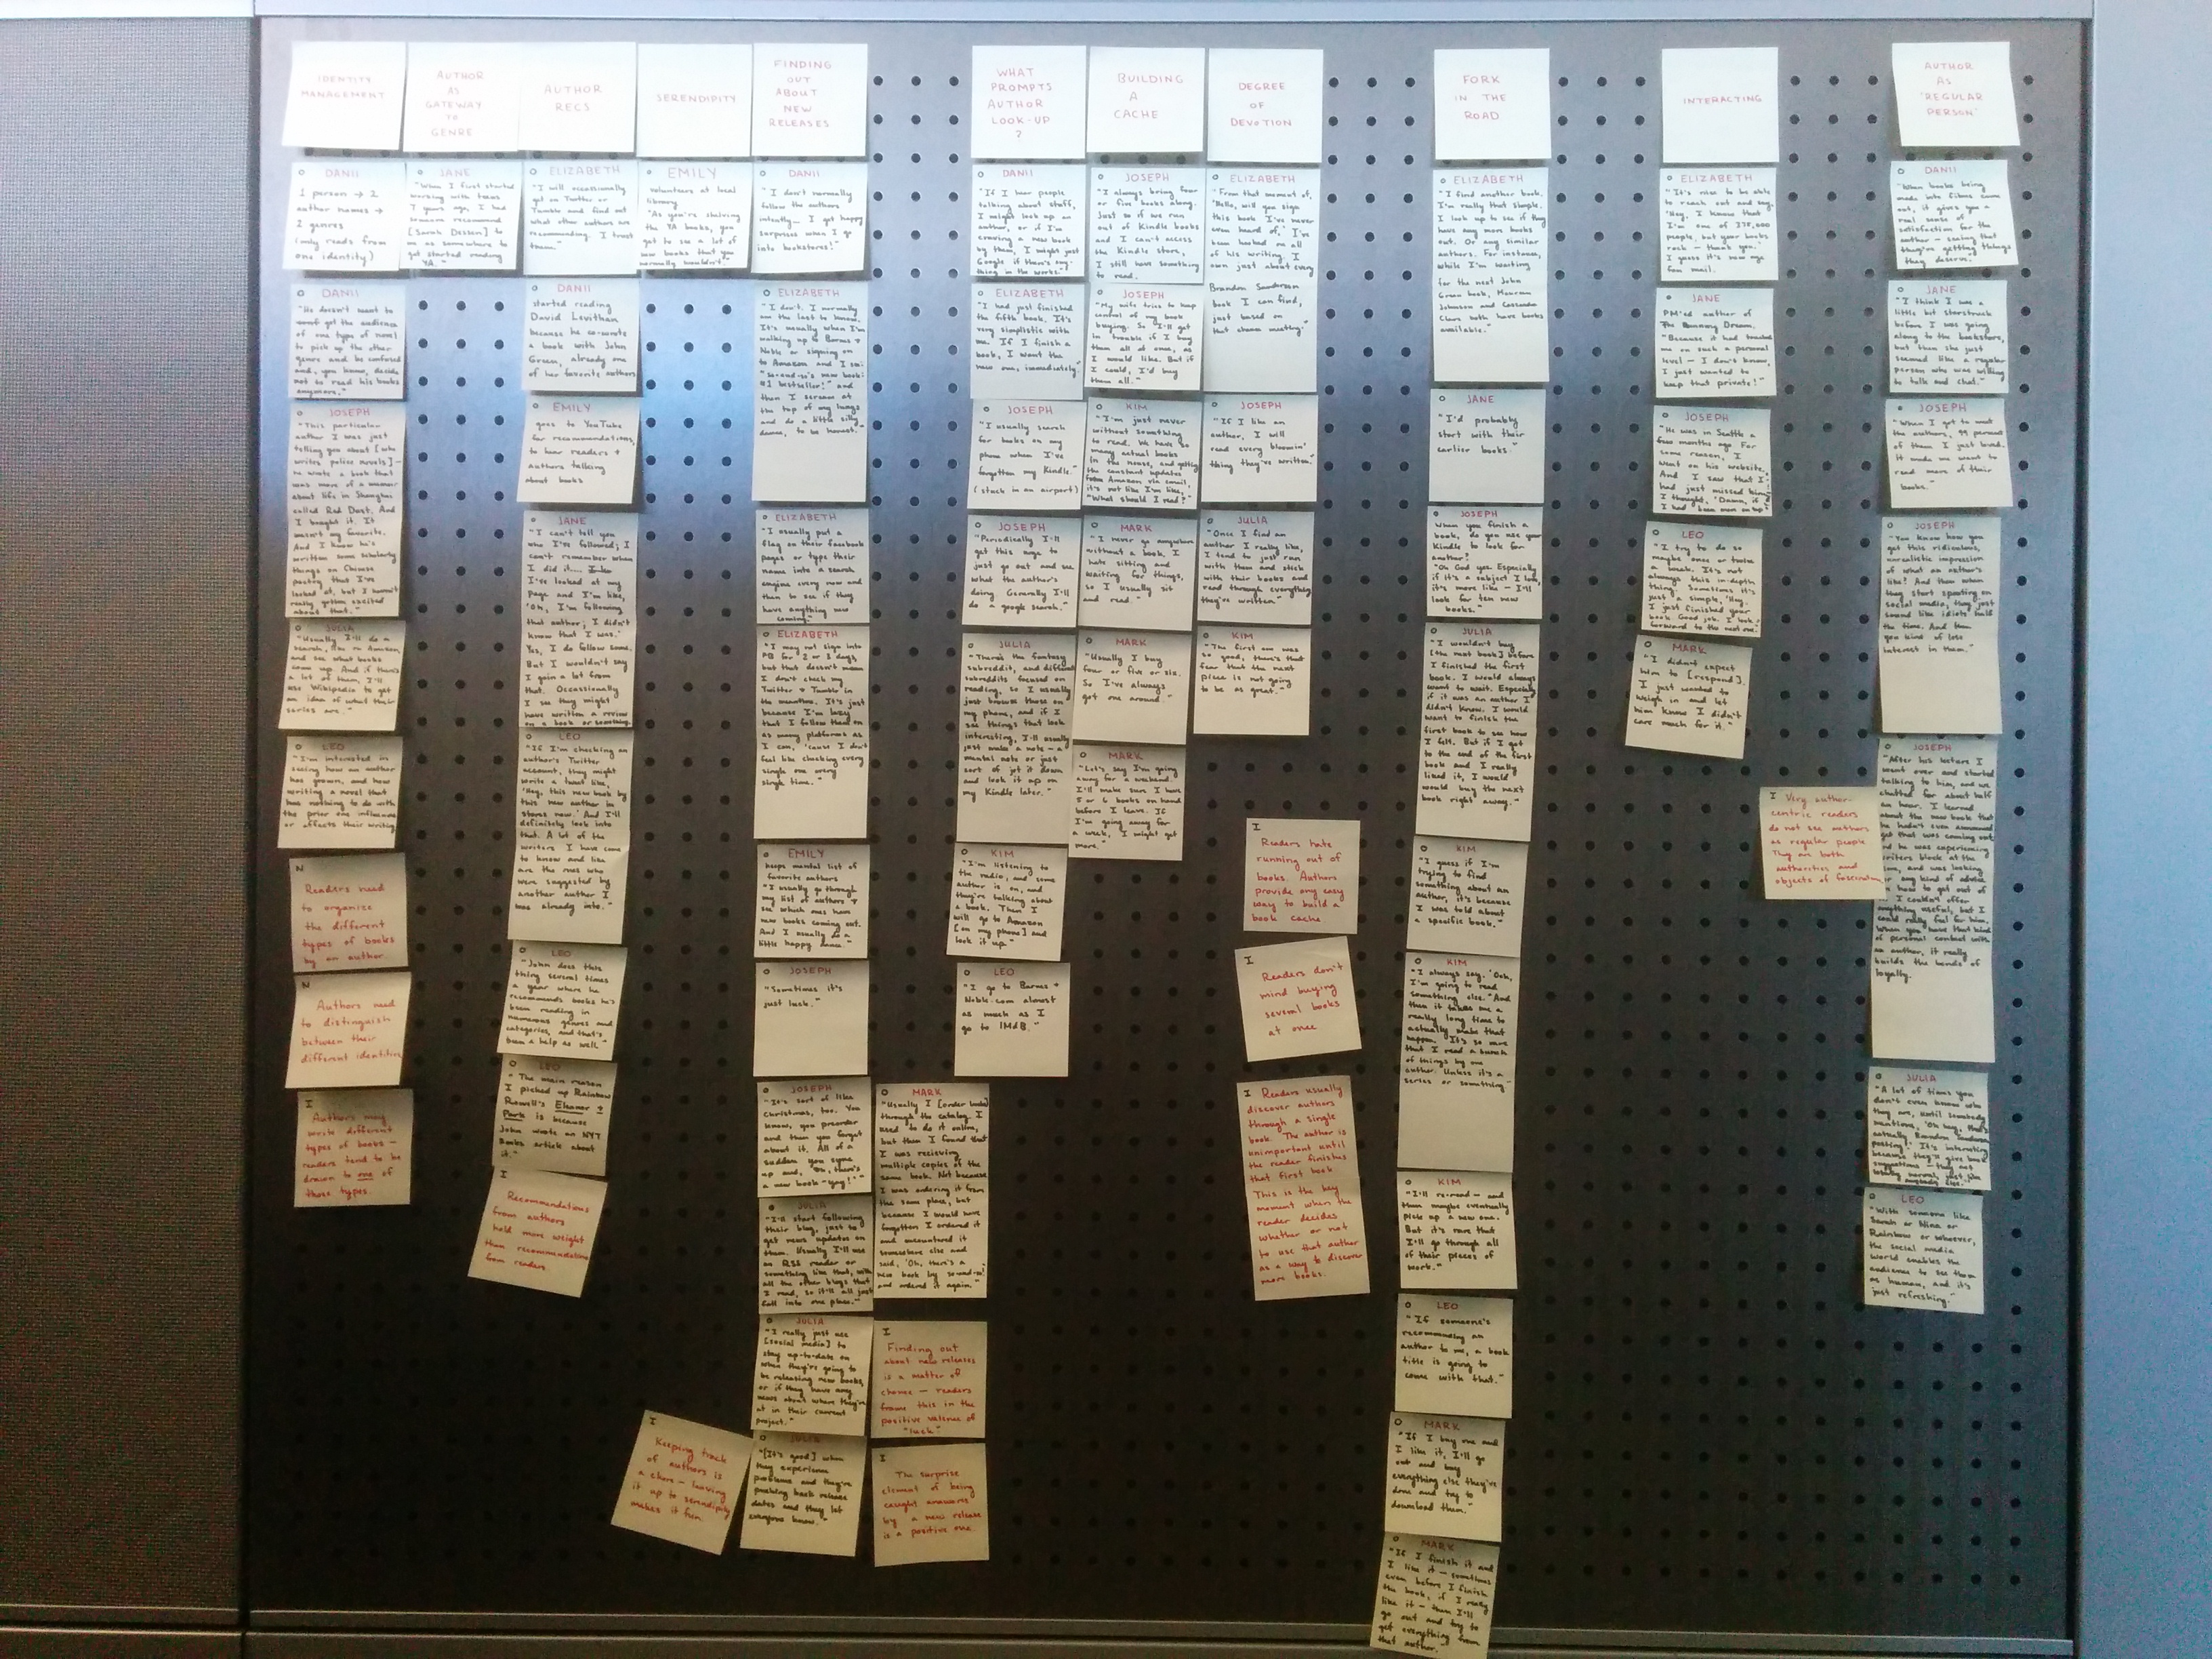 IDENTITY
MANAGEMENT
AUTHOR
AS
GATEWAY
TO
GENRE
AUTHOR
RECS
SERENDIPITY
FINDING
OUT
ABOUT
NEW
RELEASES
WHAT
PROMPTS
AUTHOR
LOOK-UP
?
BUILDING
A
CACHE
DEGREE
OF
DEVOTION
FORK
IN THE
ROAD
INTERACTING
AUTHOR
AS
"REGULAR
PERSON"
DANII
1 person → 2
author names →
2 genres
(only reads from
one identity)
DANII
"He doesn't want to
get the audience
of one type of novel
to pick up the other
genre and be confused
and, you know, decide
not to read his books
anymore."
JOSEPH
"This particular
author I was just
telling you about [who
writes police novels] —
he wrote a book that
was more of a memoir
about life in Shanghai
called Red Dust. And
I bought it. It
wasn't my favorite.
And I know he's
written some scholarly
things on Chinese
poetry that I've
looked at, but I haven't
really gotten excited
about that."
JULIA
"Usually I'll do a
search, like on Amazon,
and see what books
come up. And if there's
a lot of them, I'll
use Wikipedia to get
an idea of what their
series are."
LEO
"I'm interested in
seeing how an author
has grown, and how
writing a novel that
has nothing to do with
the prior one influences
or affects their writing."
N
Readers need
to organize
the different
types of books
by an author.
N
Authors need
to distinguish
between their
different identities
I
Authors may
write different
types of books —
readers tend to be
drawn to one of
those types.
JANE
"When I first started
working with teens
7 years ago, I had
someone recommend
[Sarah Dessen] to
me as somewhere to
get started reading
YA."
ELIZABETH
"I will occasionally
get on Twitter or
Tumblr and find out
what other authors are
recommending. I trust
them."
DANII
started reading
David Levithan
because he co-wrote
a book with John
Green, already one
of her favorite authors
EMILY
goes to YouTube
for recommendations,
to hear readers +
authors talking
about books
JANE
"I can't tell you
who I've followed; I
can't remember when
I did it....
I've looked at my
page and I'm like,
'Oh, I'm following
that author; I didn't
know that I was.'
Yes, I do follow some.
But I wouldn't say
I gain a lot from
that. Occasionally
I see they might
have written a review
on a book or something.
LEO
"If I'm checking an
author's Twitter
account, they might
write a tweet like,
'Hey, this new book by
this new author in
stores now.' And I'll
definitely look into
that. A lot of the
writers I have come
to know and like
are the ones who
were suggested by
another author I
was already into."
LEO
"John does this
thing several times
a year where he
recommends books he's
been reading in
numerous genres and
categories, and that's
been a help as well."
LEO
"The main reason
I picked up Rainbow
Rowell's Eleanor +
Park is because
John wrote an NYT
Books article about
it."
I
Recommendations
from authors
hold more weight
than recommendations
from readers.
EMILY
volunteers at local
library
"As you're shelving
the YA books, you
get to see a lot of
new books that you
normally wouldn't."
DANII
"I don't normally
follow the authors
intently — I get happy
surprises when I go
into bookstores!"
ELIZABETH
"I don't. I normally
am the last to know.
It's usually when I'm
walking up to Barnes +
Noble or signing on
to Amazon and I see:
'So-and-so's new book:
#1 bestseller!' and
then I scream at
the top of my lungs
and do a little silly
dance, to be honest."
ELIZABETH
"I usually put a
flag on their Facebook
pages or type their
name into a search
engine every now and
then to see if they
have anything new
coming."
ELIZABETH
"I may not sign into
FB for 2 or 3 days,
but that doesn't mean
I don't check my
Twitter + Tumblr in
the meantime. It's just
because I'm lazy
that I follow them on
as many platforms as
I can, 'cause I don't
feel like checking every
single one every
single time."
EMILY
keeps mental list of
favorite authors
"I usually go through
my list of authors +
see which ones have
new books coming out.
And I usually do a
little happy dance."
JOSEPH
"Sometimes it's
just luck."
JOSEPH
"It's sort of like
Christmas, too. You
know, you preorder
and then you forget
about it. All of a
sudden you sync
up and, 'Oh, there's
a new book — yay!'"
JULIA
"I'll start following
their blog, just to
get news updates on
them. Usually I'll use
an RSS reader or
something like that, with
all the other blogs that
I read, so it'll all just
fall into one place."
JULIA
"I really just use
[social media] to
stay up-to-date on
when they're going to
be releasing new books,
or if they have any
news about where they're
at in their current
project."
JULIA
"[It's good] when
they experience
problems and they're
pushing back release
dates and they let
everyone know."
I
Keeping track
of authors is
a chore — leaving
it up to serendipity
makes it fun.
MARK
"Usually I [order books]
through the catalog. I
used to do it online,
but then I found that
I was recieving
multiple copies of the
same book. Not because
I was ordering it from
the same place, but
because I would have
forgotten I ordered it
and encountered it
somewhere else and
said, 'Oh, there's a
new book by so-and-so!'
and ordered it again."
I
Finding out
about new releases
is a matter of
chance — readers
frame this in the
positive valence of
"luck"
I
The surprise
element of being
caught unawares
by a new release
is a positive one.
DANII
"If I hear people
talking about stuff,
I might look up an
author, or if I'm
craving a new book
by them, I might just
Google if there's any-
thing in the works."
ELIZABETH
"I had just finished
the fifth book. It's
very simplistic with
me. If I finish a
book, I want the
new one, immediately."
JOSEPH
"I usually search
for books on my
phone when I've
forgotten my Kindle."
(stuck in an airport)
JOSEPH
"Periodically I'll
get this urge to
just go out and see
what the author's
doing. Generally I'll
do a google search."
JULIA
"There's the fantasy
subreddit, and different
subreddits focused on
reading, so I usually
just browse those on
my phone, and if I
see things that look
interesting, I'll usually
just make a note — a
mental note or just
sort of jot it down
and look it up on
my Kindle later."
KIM
"I'm listening to
the radio, and some
author is on, and
they're talking about
a book. Then I
will go to Amazon
[on my phone] and
look it up."
LEO
"I go to Barnes +
Noble.com almost
as much as I
go to IMdB."
JOSEPH
"I always bring four
or five books along.
Just so if we run
out of Kindle books
and I can't access
the Kindle store,
I still have something
to read.
JOSEPH
"My wife tries to keep
control of my book
buying. So I'll get
in trouble if I buy
them all at once, as
I would like. But if
I could, I'd buy
them all."
KIM
"I'm just never
without something
to read. We have so
many actual books
in the house, and getting
the constant updates
from Amazon via email,
it's not like I'm like,
"What should I read?"
MARK
"I never go anywhere
without a book. I
hate sitting and
waiting for things,
so I usually sit
and read."
MARK
"Usually I buy
four or five or six.
So I've always
got one around."
MARK
"Let's say I'm going
away for a weekend.
I'll make sure I have
5 or 6 books on hand
before I leave. If
I'm going away for
a week, I might get
more."
ELIZABETH
"From that moment of,
'Hello, will you sign
this book I've never
even heard of,' I've
been hooked on all
of his writing. I
own just about every
Brandon Sanderson
book I can find,
just based on
that chance meeting."
JOSEPH
"If I like an
author, I will
read every bloomin'
thing they've written."
JULIA
"Once I find an
author I really like,
I tend to just run
with them and stick
with their books and
read through everything
they've written."
KIM
"The first one was
so good, there's that
fear that the next
piece is not going
to be as great."
I
Readers hate
running out of
books. Authors
provide any easy
way to build a
book cache.
I
Readers don't
mind buying
several books
at once
I
Readers usually
discover authors
through a single
book. The author is
unimportant until
the reader finishes
that first book
This is the key
moment when the
reader decides
whether or not
to use that author
as a way to discover
more books.
ELIZABETH
"I find another book.
I'm really that simple.
I look up to see if they
have any more books
out. Or any similar
authors. For instance,
while I'm waiting
for the next John
Green book, Maureen
Johnson and Cassandra
Clare both have books
available."
JANE
"I'd probably
start with their
earlier books."
JOSEPH
When you finish a
book, do you use your
Kindle to look for
another?
"Oh God yes. Especially
if it's a subject I love,
it's more like I'll
look for ten new
books."
JULIA
"I wouldn't buy
[the next book] before
I finished the first
book. I would always
want to wait. Especially
if it was an author I
didn't know. I would
want to finish the
first book to see how
I felt. But if I got
to the end of the first
book and I really
liked it, I would
buy the next
book right away."
KIM
"I guess if I'm
trying to find
something about an
author, it's because
I was told about
a specific book."
KIM
"I always say, 'Ooh,
I'm going to read
something else.' And
then it takes me a
really long time to
actually make that
happen. It's so rare
that I read a bunch
of things by one
author. Unless it's a
series or something."
KIM
"I'll re-read — and
then maybe eventually
pick up a new one.
But it's rare that
I'll go through all
of their pieces of
work."
LEO
"If someone's
recommending an
author to me, a book
title is going to
come with that."
MARK
"If I buy one and
I like it, I'll go
out and buy
everything else they've
done and try to
download them."
MARK
"If I finish it and
I like it — sometimes
even before I finish
the book, if I really
like it — then I'll
go out and try to
get everything from
that author."
ELIZABETH
"It's nice to be able
to reach out and say,
'Hey, I know that
I'm one of 378,000
people, but your books
rock — thank you.'
I guess it's new age
fan mail.
JANE
PM'ed author of
The Running Dream.
"Because it had touched
me on such a personal
level — I don't know,
I just wanted to
keep that private!"
JOSEPH
"He was in Seattle a
few months ago. For
some reason, I
went on his website.
And I saw that I
had just missed him.
I thought, 'Damn, if
I had been more on top'
LEO
"I try to do so
maybe once or twice
a week. It's not
always this in-depth
thing. Sometimes it's
just a simple, 'Hey,
I just finished your
book. Good job. I look
forward to the next one.
MARK
"I didn't expect
him to [respond].
I just wanted to
weigh in and let
him know I didn't
care much for it."
I
Very author-
centric readers
do not see authors
as regular people
They are both
authorities and
objects of fascination
DANII
"When books being
made into films come
out, it gives you a
real sense of
satisfaction for the
author — seeing that
they're getting things
they deserve."
JANE
"I think I was a
little bit starstruck
before I was going
along to the bookstore,
but then she just
seemed like a regular
person who was willing
to talk and chat."
JOSEPH
"When I got to meet
the authors, 99 percent
of them I just loved.
It made me want to
read more of their
books."
JOSEPH
"You know how you
get this ridiculous,
unrealistic impression
of what an author's
like? And then when
they start spouting on
social media, they just
sound like idiots half
the time. And then
you kind of lose
interest in them."
JOSEPH
"After his lecture I
went over and started
talking to him, and we
chatted for about half
an hour. I learned
about the new book that
he hadn't even announced
yet that was coming out
and he was experiencing
writers block at the
time, and was looking
for any kind of advice
how to get out of
I couldn't offer
anything useful, but I
could really feel for him.
When you have that kind
of personal contact with
an author, it really
builds the bonds of
loyalty.
JULIA
"A lot of times you
don't even know who
they are, until somebody
mentions, 'Oh hey, that's
actually Brandon Sanderson
posting.' It's interesting
because they'll give book
suggestions — they act
totally normal, just like
anybody else."
LEO
"With someone like
Sarah or Nina or
Rainbow or whoever,
the social media
world enables the
audience to see them
as human, and it's
just refreshing."